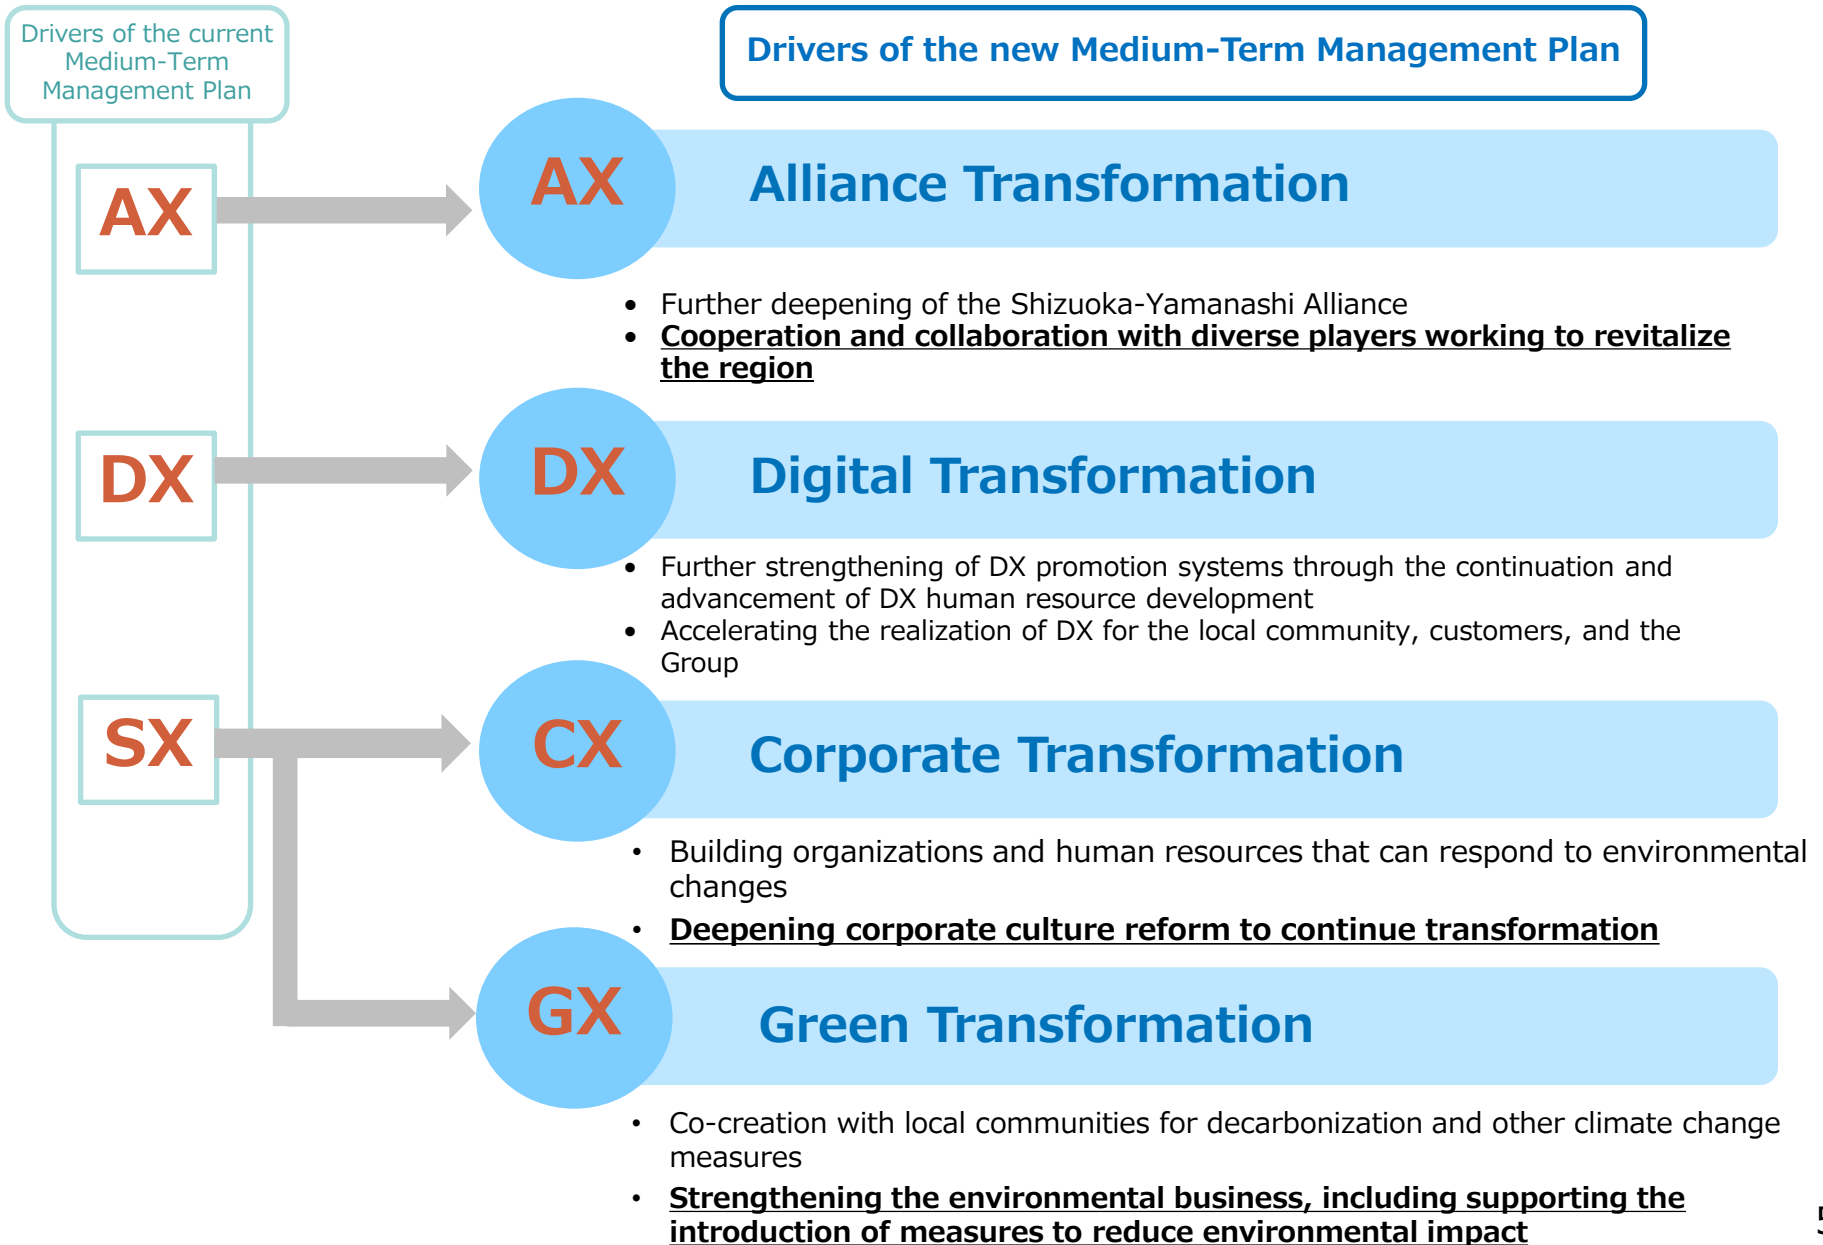 Drivers of the current
Medium-Term
Management Plan
Drivers of the new Medium-Term Management Plan
AX
AX
Alliance Transformation
• Further deepening of the Shizuoka-Yamanashi Alliance
• Cooperation and collaboration with diverse players working to revitalize
the region
DX
DX
Digital Transformation
• Further strengthening of DX promotion systems through the continuation and
advancement of DX human resource development
• Accelerating the realization of DX for the local community, customers, and the
Group
SX
CX
Corporate Transformation
• Building organizations and human resources that can respond to environmental
changes
• Deepening corporate culture reform to continue transformation
GX
Green Transformation
• Co-creation with local communities for decarbonization and other climate change
measures
• Strengthening the environmental business, including supporting the
introduction of measures to reduce environmental impact